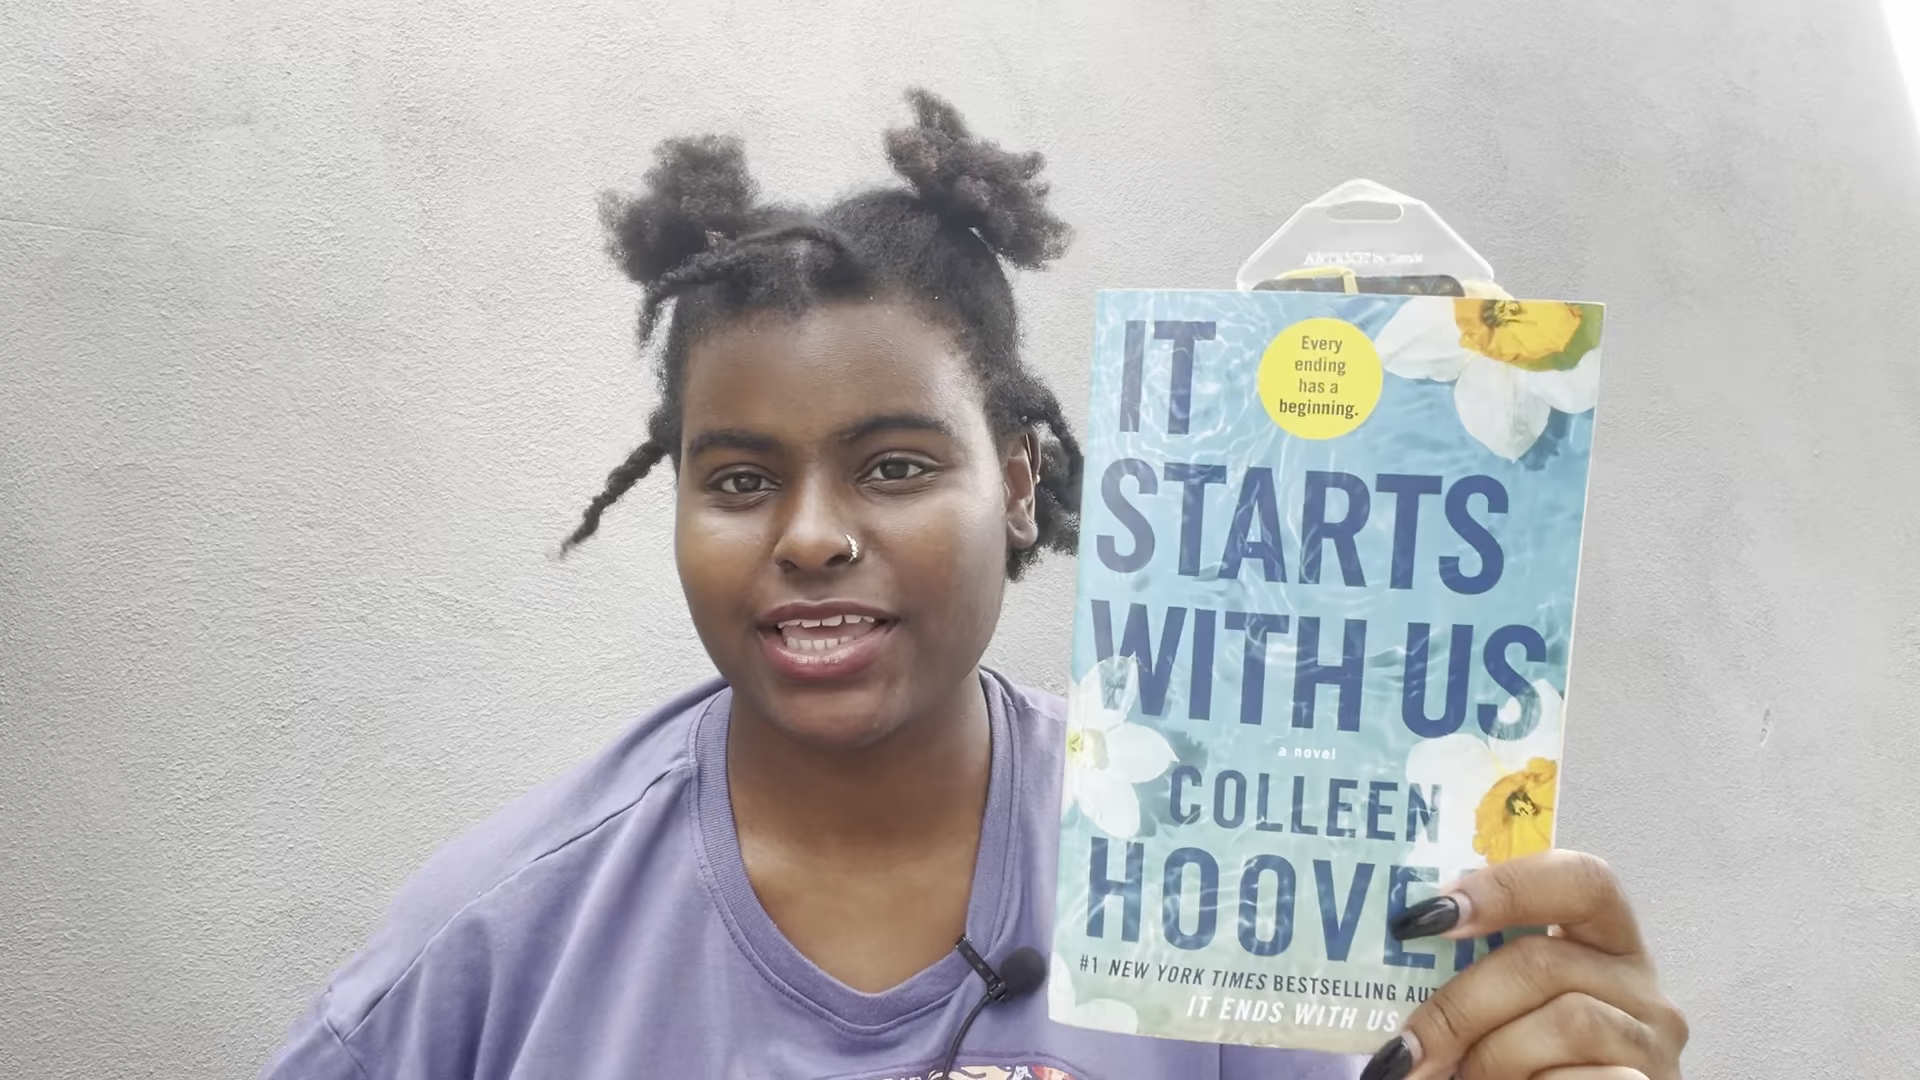 IT
STARTS
WITH US
Every
ending
has a
beginning.
a novel
COLLEEN
HOOVER
#1 NEW YORK TIMES BESTSELLING
IT ENDS WITH US